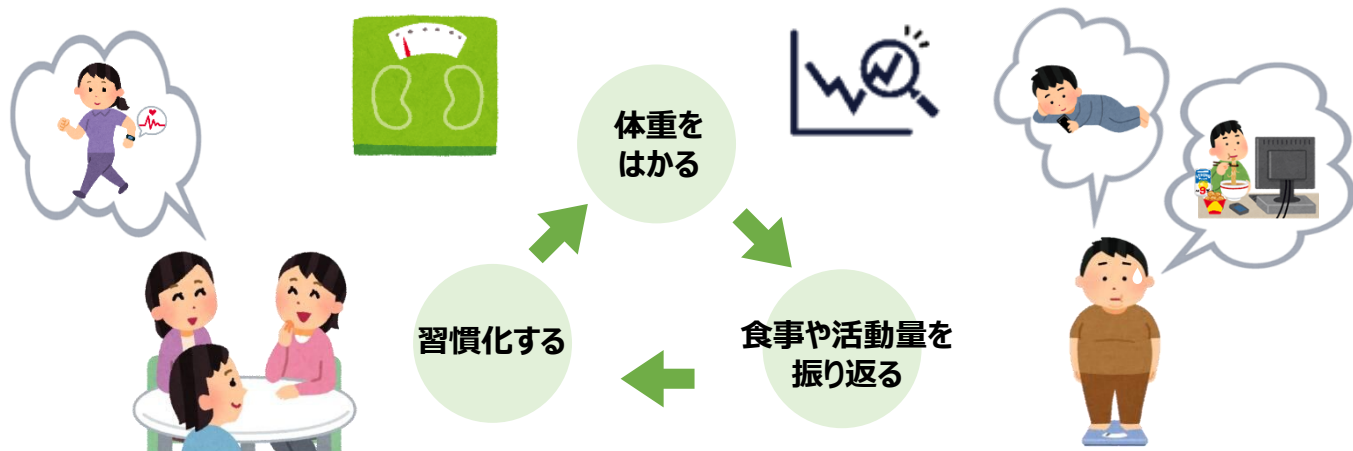 体重を
はかる
食事や活動量を
振り返る
習慣化する